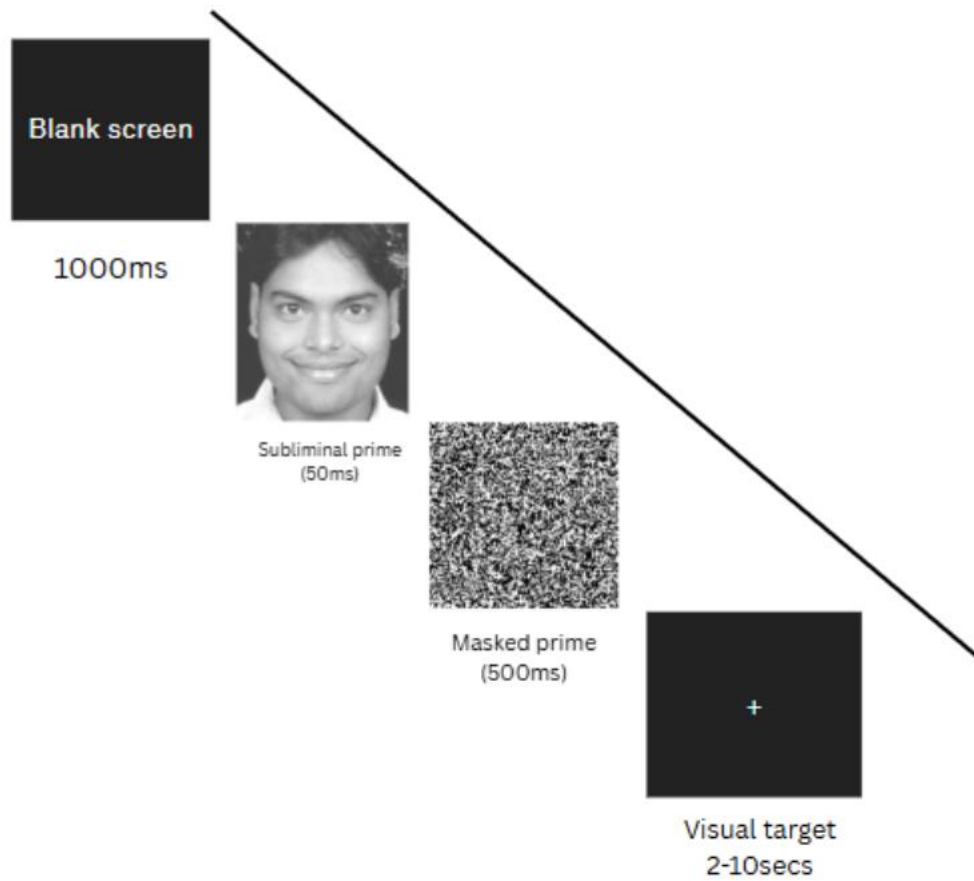 Blank screen
1000ms
Subliminal prime
(50ms)
Masked prime
(500ms)
+
Visual target
2-10secs